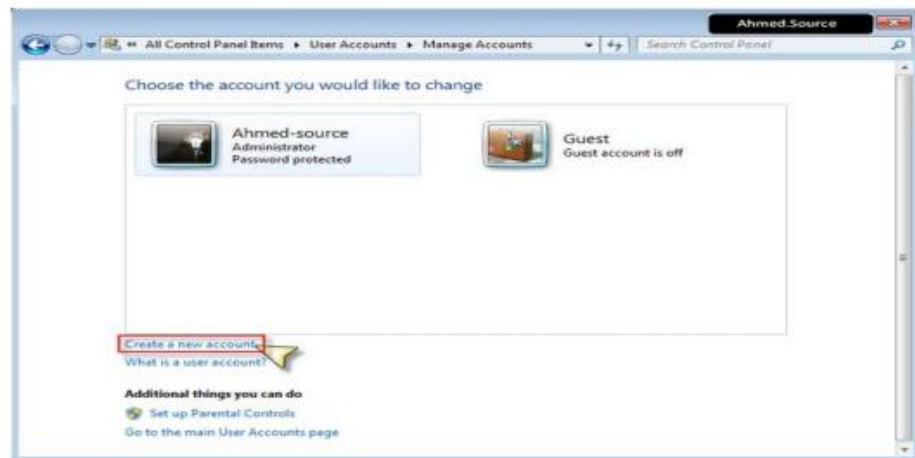 Ahmed.Source
All Control Panel Items ▸ User Accounts ▸ Manage Accounts
Search Control Panel
Choose the account you would like to change
Ahmed-source
Administrator
Password protected
Guest
Guest account is off
Create a new account
What is a user account?
Additional things you can do
Set up Parental Controls
Go to the main User Accounts page